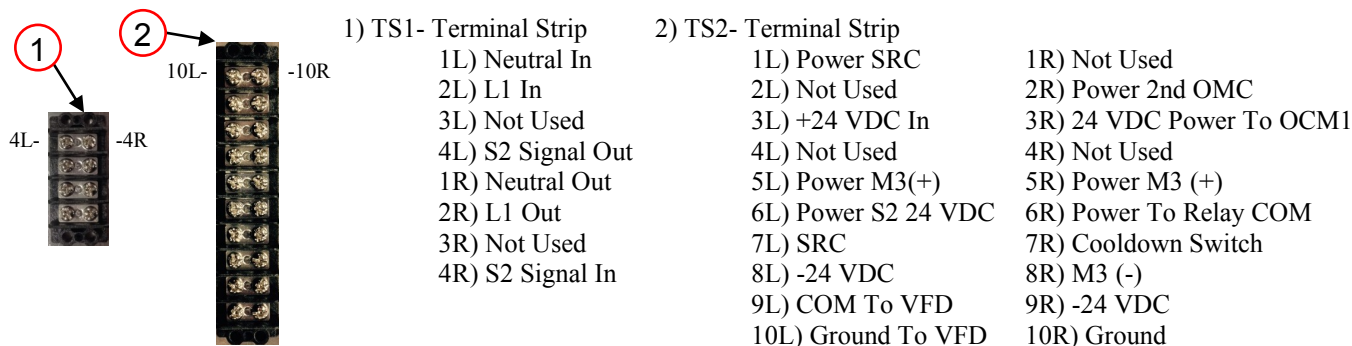 1
2
10L-
-10R
4L-
-4R
1) TS1- Terminal Strip
1L) Neutral In
2L) L1 In
3L) Not Used
4L) S2 Signal Out
1R) Neutral Out
2R) L1 Out
3R) Not Used
4R) S2 Signal In
2) TS2- Terminal Strip
1L) Power SRC
2L) Not Used
3L) +24 VDC In
4L) Not Used
5L) Power M3(+)
6L) Power S2 24 VDC
7L) SRC
8L) -24 VDC
9L) COM To VFD
10L) Ground To VFD
1R) Not Used
2R) Power 2nd OMC
3R) 24 VDC Power To OCM1
4R) Not Used
5R) Power M3 (+)
6R) Power To Relay COM
7R) Cooldown Switch
8R) M3 (-)
9R) -24 VDC
10R) Ground